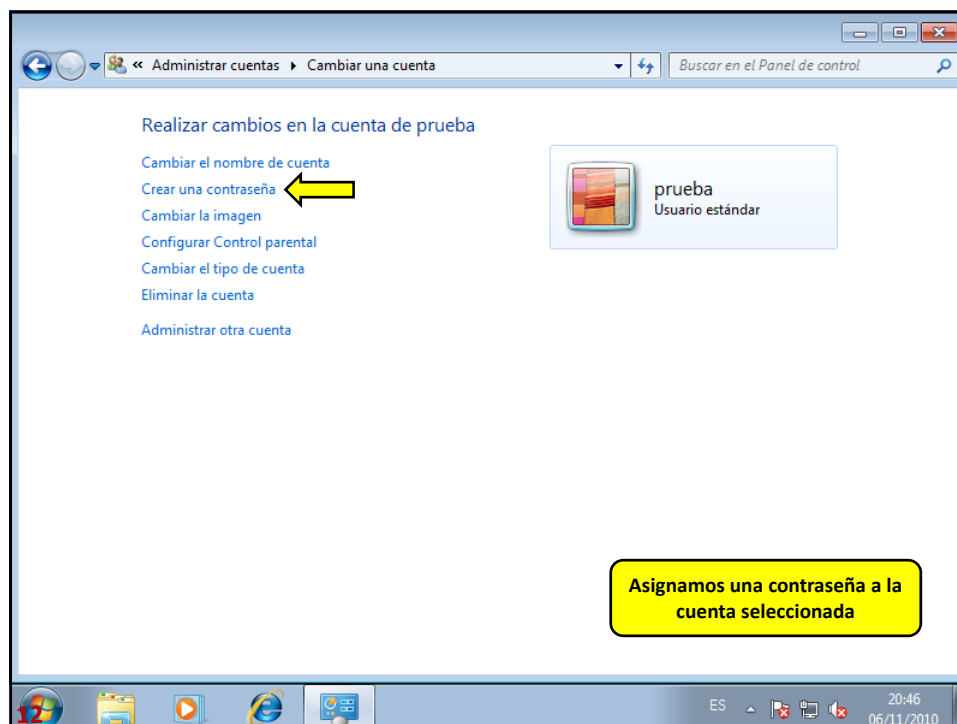 « Administrar cuentas ▸ Cambiar una cuenta
Buscar en el Panel de control
Realizar cambios en la cuenta de prueba
Cambiar el nombre de cuenta
Crear una contraseña
Cambiar la imagen
Configurar Control parental
Cambiar el tipo de cuenta
Eliminar la cuenta
Administrar otra cuenta
prueba
Usuario estándar
Asignamos una contraseña a la
cuenta seleccionada
12
ES
20:46
06/11/2010